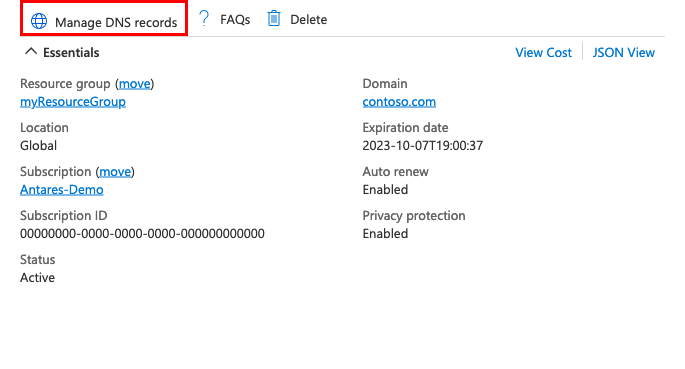 Manage DNS records
FAQs
Delete
Essentials
View Cost
JSON View
Resource group (move)
myResourceGroup
Location
Global
Subscription (move)
Antares-Demo
Subscription ID
00000000-0000-0000-0000-000000000000
Status
Active
Domain
contoso.com
Expiration date
2023-10-07T19:00:37
Auto renew
Enabled
Privacy protection
Enabled